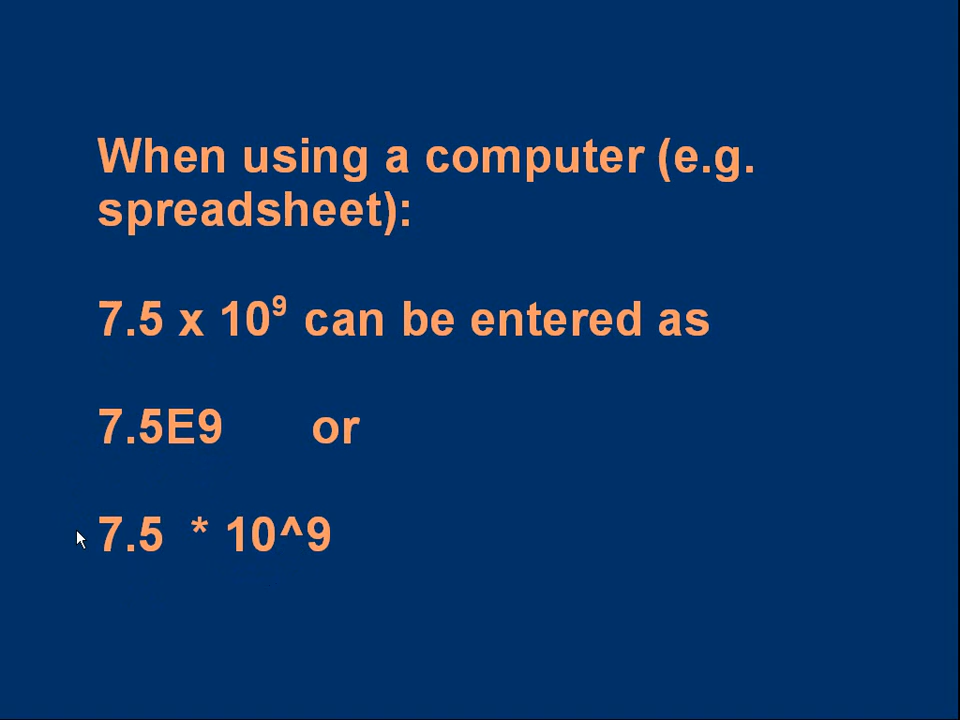 When using a computer (e.g.
spreadsheet):
7.5 x 10⁹ can be entered as
7.5E9 or
7.5 * 10^9